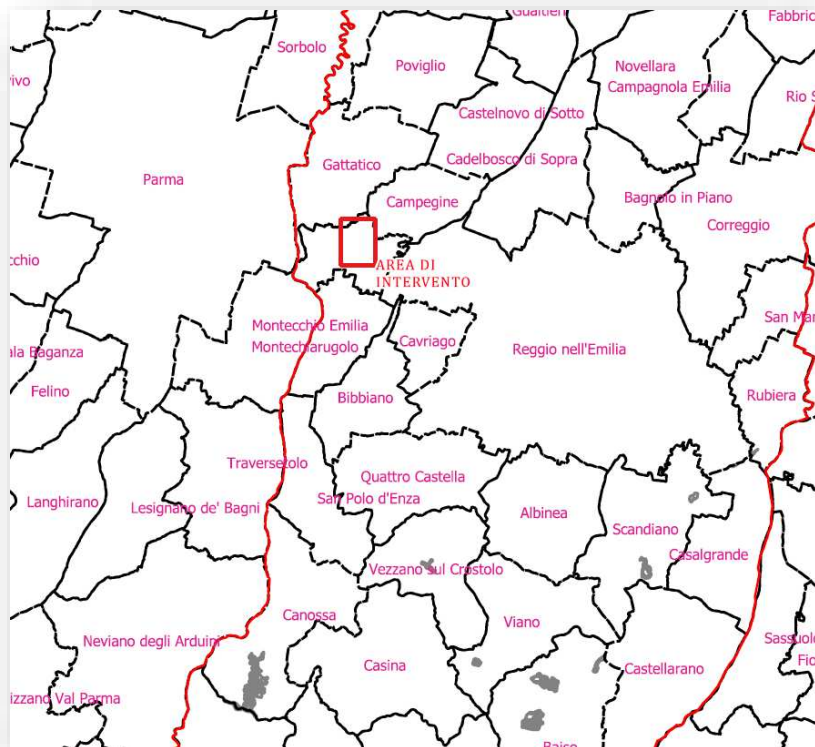 Gualtieri
Fabbric
Sorbolo
Poviglio
Novellara
Campagnola Emilia
vivo
Rio S
Castelnovo di Sotto
Cadelbosco di Sopra
Gattatico
Parma
Campegine
Bagnolo in Piano
Correggio
cchio
AREA DI
INTERVENTO
Montecchio Emilia
Montechiarugolo
Cavriago
Reggio nell'Emilia
San Mar
ala Baganza
Felino
Bibbiano
Rubiera
Traversetolo
Quattro Castella
San Polo d'Enza
Langhirano
Lesignano de' Bagni
Albinea
Scandiano
Casalgrande
Vezzano sul Crostolo
Canossa
Viano
Neviano degli Arduini
Casina
Castellarano
Sassuolo
Fio
izzano Val Parma
Baiso